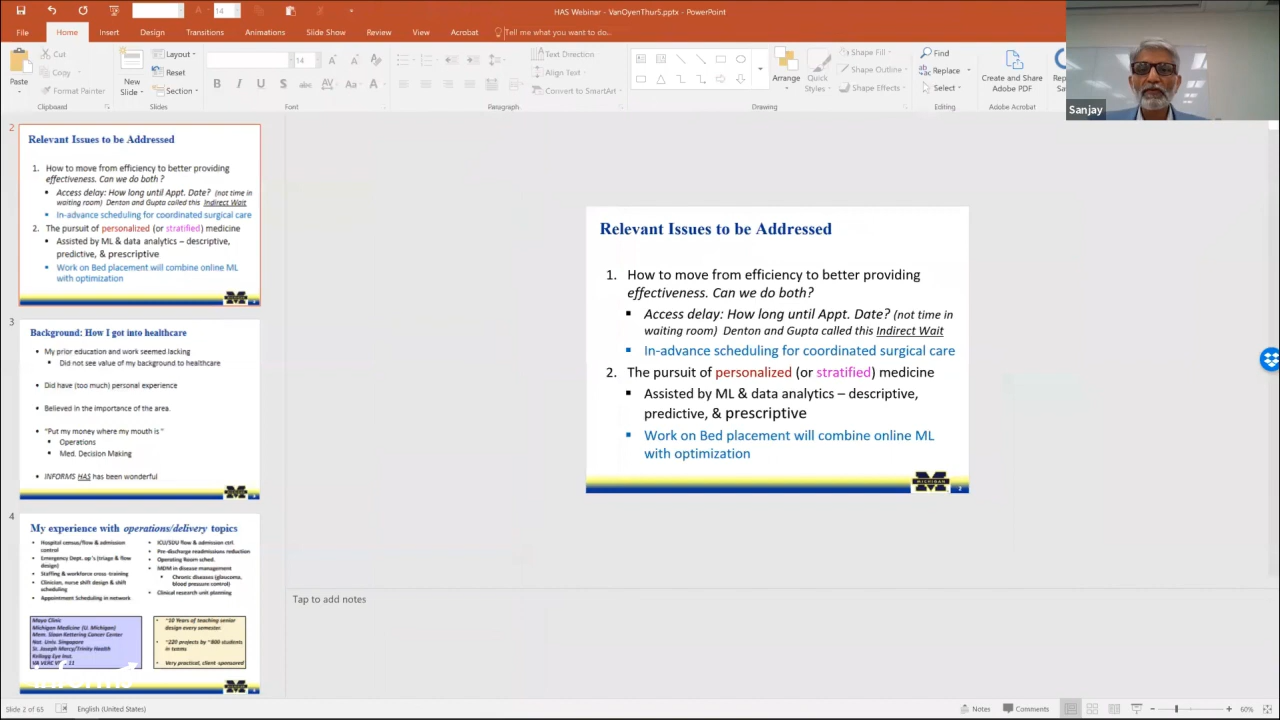 14
HAS Webinar - VanOyenThur5.pptx - PowerPoint
File Home Insert Design Transitions Animations Slide Show Review View Acrobat Tell me what you want to do...
Paste
Cut
Copy
Format Painter
Clipboard
New
Slide
Layout
Reset
Section
Slides
14
B I U S abc AV Aa A
Font
Text Direction
Align Text
Convert to SmartArt
Paragraph
Arrange
Quick
Styles
Shape Fill
Shape Outline
Shape Effects
Drawing
Find
Replace
Select
Editing
Create and Share
Adobe PDF
Adobe Acrobat
Sanjay
2
Relevant Issues to be Addressed
1. How to move from efficiency to better providing
effectiveness. Can we do both ?
Access delay: How long until Appt. Date? (not time in
waiting room) Denton and Gupta called this Indirect Wait
In-advance scheduling for coordinated surgical care
2. The pursuit of personalized (or stratified) medicine
Assisted by ML & data analytics – descriptive,
predictive, & prescriptive
Work on Bed placement will combine online ML
with optimization
3
Background: How I got into healthcare
My prior education and work seemed lacking
Did not see value of my background to healthcare
Did have (too much) personal experience
Believed in the importance of the area.
"Put my money where my mouth is"
Operations
Med. Decision Making
INFORMS HAS has been wonderful
4
My experience with operations/delivery topics
Hospital census/flow & admission
control
Emergency Dept. op's (triage & flow
design)
Staffing & workforce cross-training
Clinician, nurse shift design & shift
scheduling
Appointment Scheduling in network
ICU/SDU flow & admission ctrl
Pre-discharge readmissions reduction
Operating Room sched.
MDM in disease management
Chronic diseases (glaucoma,
blood pressure control)
Clinical research unit planning
Mayo Clinic
Michigan Medicine (U. Michigan)
Mem. Sloan Kettering Cancer Center
Nat. Univ. Singapore
St. Joseph Mercy/Trinity Health
Kellogg Eye Inst.
~10 Years of teaching senior
design every semester.
~220 projects by ~900 students
in teams
Very practical, client-sponsored
informs
Relevant Issues to be Addressed
1. How to move from efficiency to better providing
effectiveness. Can we do both?
Access delay: How long until Appt. Date? (not time in
waiting room) Denton and Gupta called this Indirect Wait
In-advance scheduling for coordinated surgical care
2. The pursuit of personalized (or stratified) medicine
Assisted by ML & data analytics – descriptive,
predictive, & prescriptive
Work on Bed placement will combine online ML
with optimization
MICHIGAN
2
Tap to add notes
Slide 2 of 65 English (United States) Notes Comments 60%